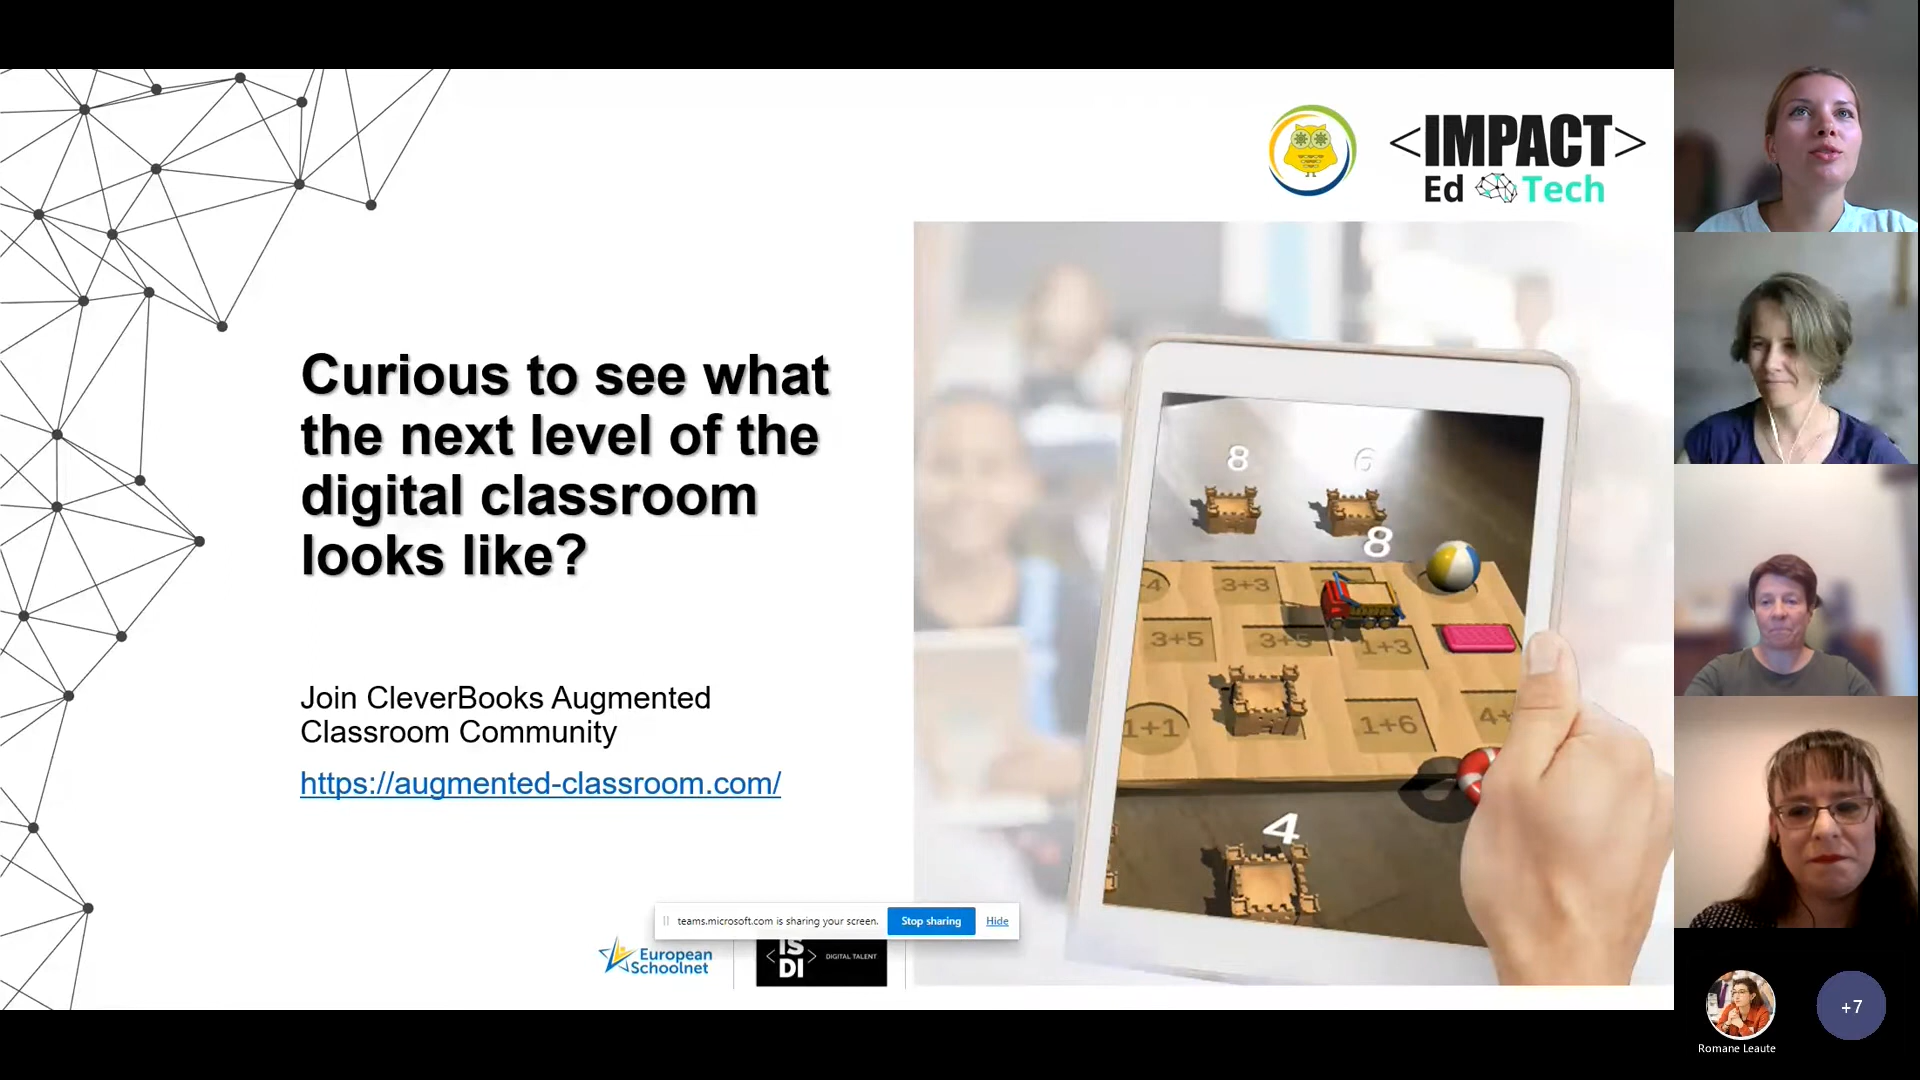 <IMPACT>
Ed Tech
Curious to see what
the next level of the
digital classroom
looks like?
Join CleverBooks Augmented
Classroom Community
https://augmented-classroom.com/
8
6
8
3+3
3+5
3+5
1+3
1+1
1+6
4
teams.microsoft.com is sharing your screen.
Stop sharing
Hide
European
Schoolnet
<IS
DI>
DIGITAL TALENT
+7
Romane Leaute